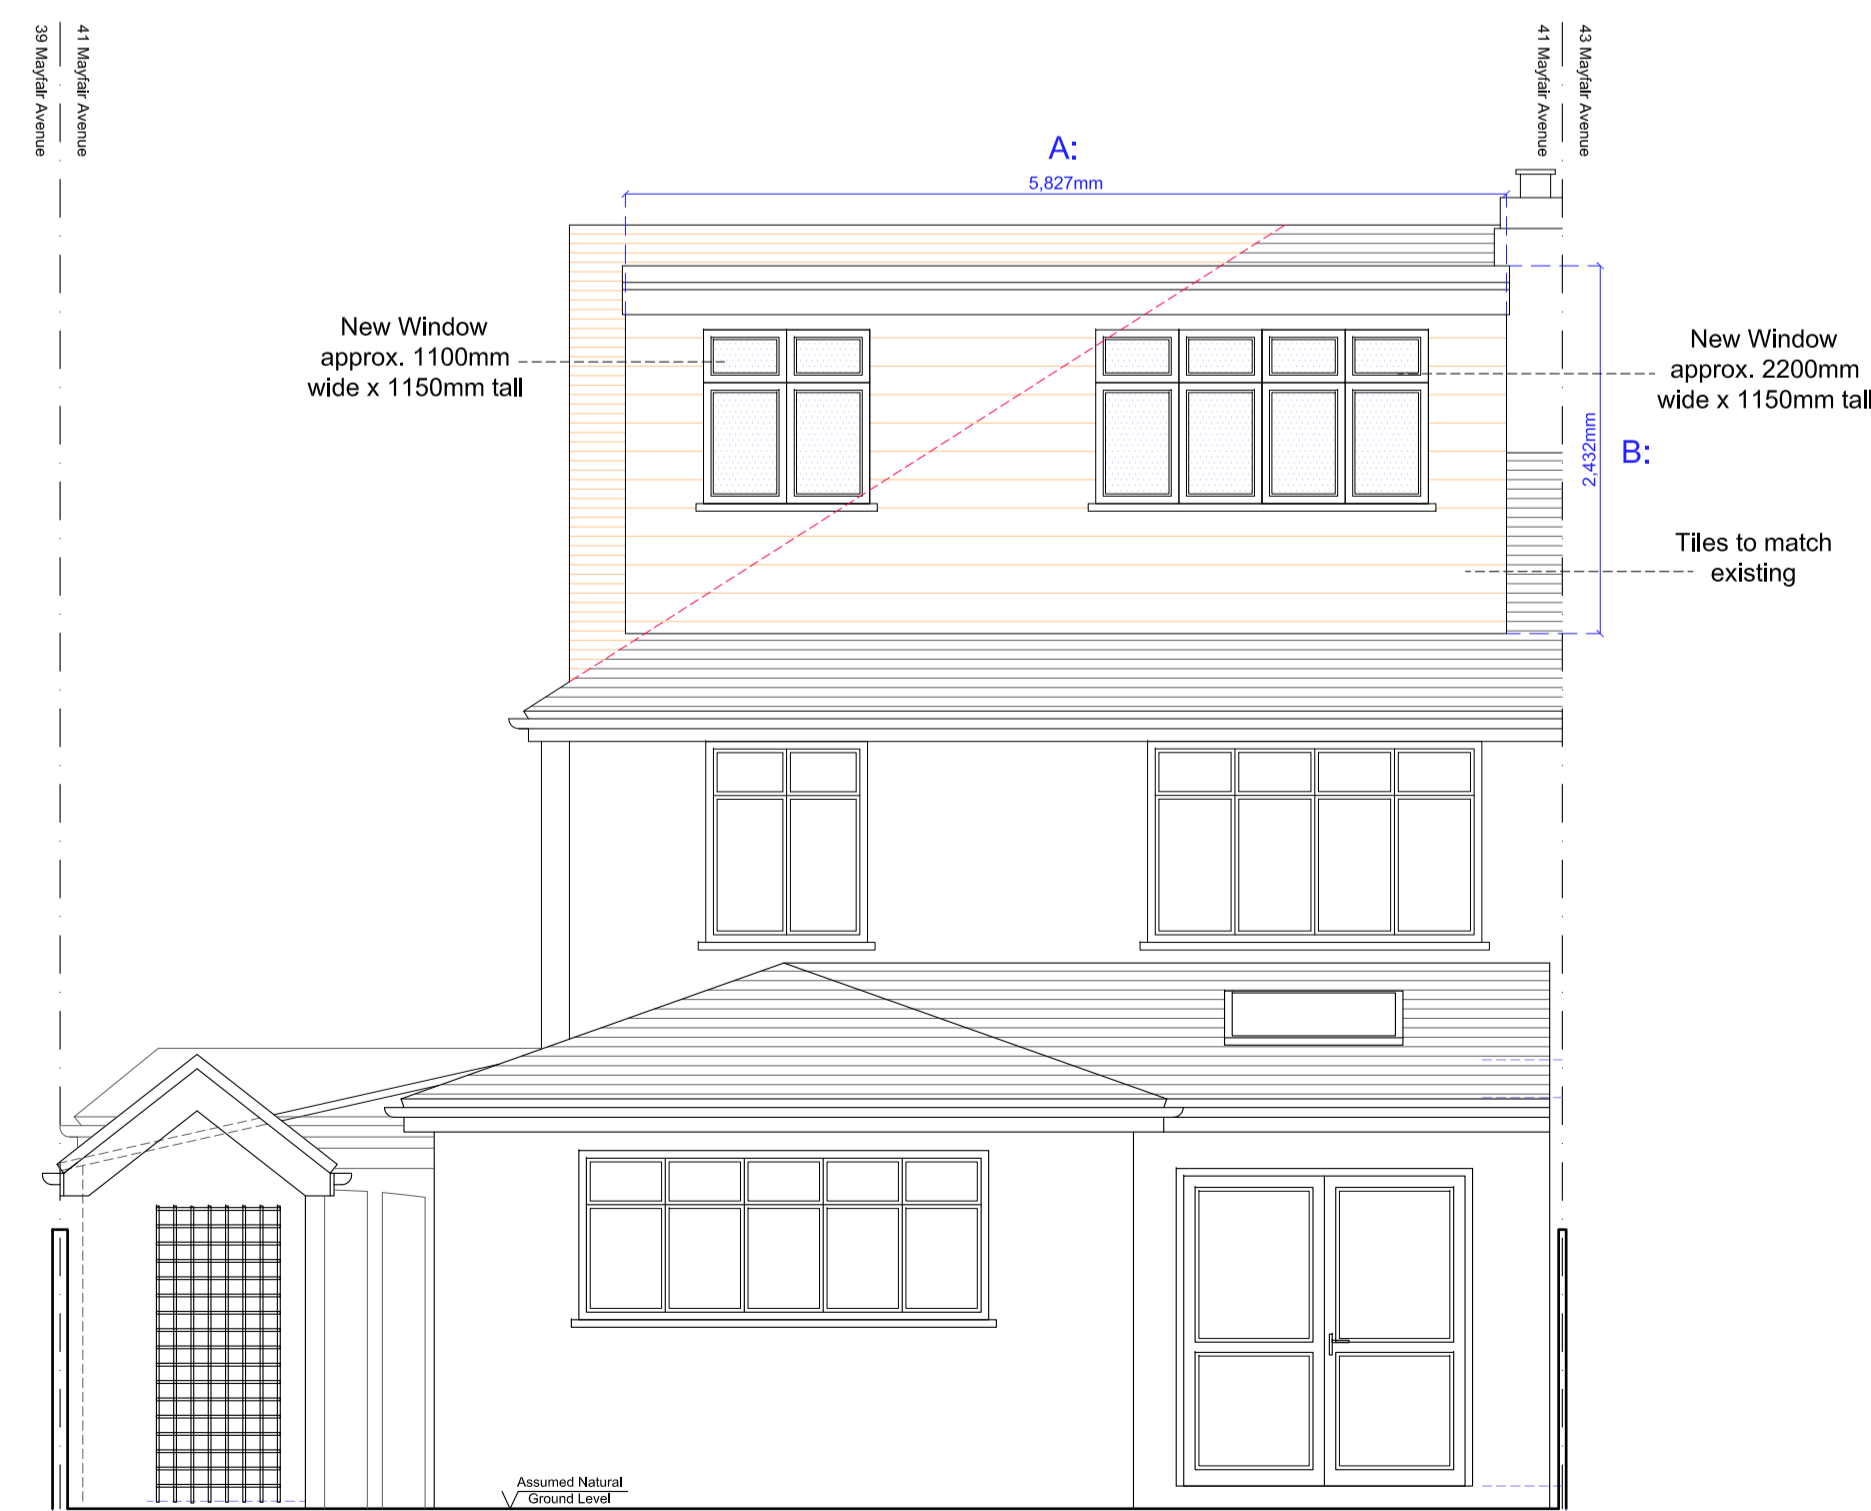 39 Mayfair Avenue
41 Mayfair Avenue
41 Mayfair Avenue
43 Mayfair Avenue
A:
5,827mm
New Window
approx. 1100mm
wide x 1150mm tall
New Window
approx. 2200mm
wide x 1150mm tall
2,432mm
B:
Tiles to match
existing
Assumed Natural
Ground Level